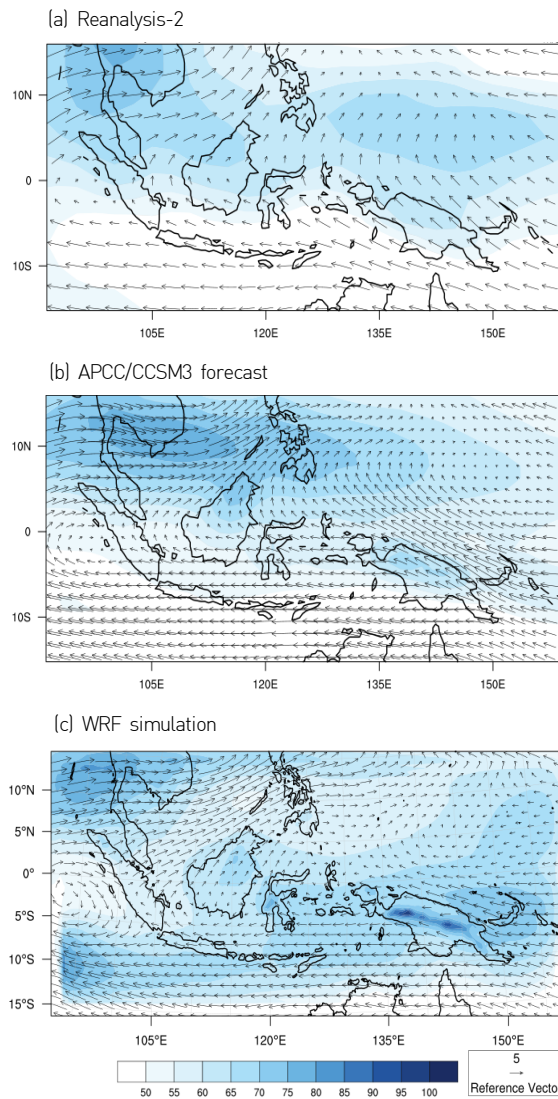 (a) Reanalysis-2
10N
0
10S
105E 120E 135E 150E
(b) APCC/CCSM3 forecast
10N
0
10S
105E 120E 135E 150E
(c) WRF simulation
10°N
5°N
0°
5°S
10°S
15°S
105°E 120°E 135°E 150°E
50 55 60 65 70 75 80 85 90 95 100
5
Reference Vecto